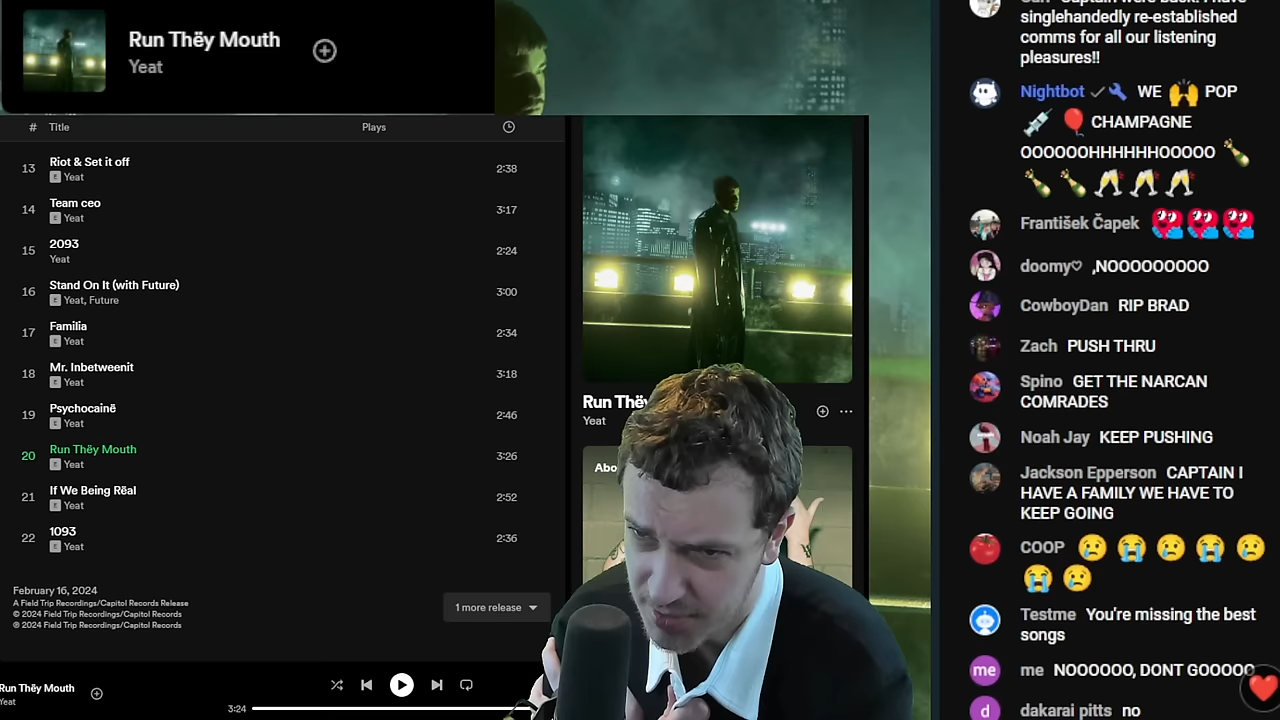 Run Thëy Mouth
Yeat
# Title Plays
13 Riot & Set it off 2:38
E Yeat
14 Team ceo 3:17
E Yeat
15 2093 2:24
Yeat
16 Stand On It (with Future) 3:00
E Yeat, Future
17 Familia 2:34
E Yeat
18 Mr. Inbetweenit 3:18
E Yeat
19 Psychocainë 2:46
E Yeat
20 Run Thëy Mouth 3:26
E Yeat
21 If We Being Rëal 2:52
E Yeat
22 1093 2:36
E Yeat
February 16, 2024
A Field Trip Recordings/Capitol Records Release
© 2024 Field Trip Recordings/Capitol Records
℗ 2024 Field Trip Recordings/Capitol Records
1 more release
Run Thëy Mouth
Yeat
3:24
Run Thë
Yeat
Abo
Captain were back! I have
singlehandedly re-established
comms for all our listening
pleasures!!
Nightbot WE 🙌 POP
💉 🎈 CHAMPAGNE
OOOOOOHHHHHHOOOOO 🍾
🍾 🍾 🥂 🥂 🥂
František Čapek
doomy♡ ,NOOOOOOOOO
CowboyDan RIP BRAD
Zach PUSH THRU
Spino GET THE NARCAN
COMRADES
Noah Jay KEEP PUSHING
Jackson Epperson CAPTAIN I
HAVE A FAMILY WE HAVE TO
KEEP GOING
COOP 😢 😭 😢 😭 😢
😭 😢
Testme You're missing the best
songs
me me NOOOOOO, DONT GOOOOO
d dakarai pitts no